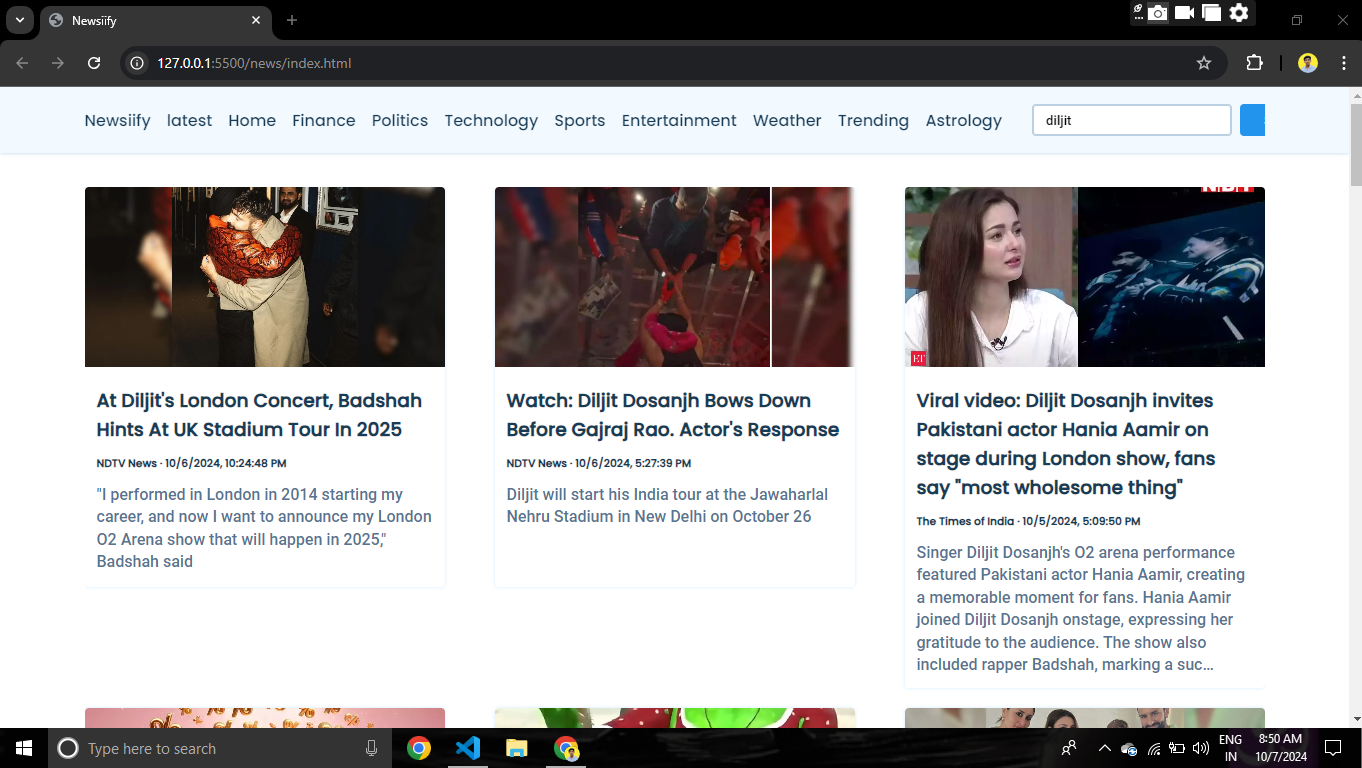 Newsiify
127.0.0.1:5500/news/index.html
Newsiify latest Home Finance Politics Technology Sports Entertainment Weather Trending Astrology
diljit
At Diljit's London Concert, Badshah
Hints At UK Stadium Tour In 2025
NDTV News · 10/6/2024, 10:24:48 PM
"I performed in London in 2014 starting my
career, and now I want to announce my London
O2 Arena show that will happen in 2025,"
Badshah said
Watch: Diljit Dosanjh Bows Down
Before Gajraj Rao. Actor's Response
NDTV News · 10/6/2024, 5:27:39 PM
Diljit will start his India tour at the Jawaharlal
Nehru Stadium in New Delhi on October 26
ET
Viral video: Diljit Dosanjh invites
Pakistani actor Hania Aamir on
stage during London show, fans
say "most wholesome thing"
The Times of India · 10/5/2024, 5:09:50 PM
Singer Diljit Dosanjh's O2 arena performance
featured Pakistani actor Hania Aamir, creating
a memorable moment for fans. Hania Aamir
joined Diljit Dosanjh onstage, expressing her
gratitude to the audience. The show also
included rapper Badshah, marking a suc...
Type here to search
ENG
IN
8:50 AM
10/7/2024